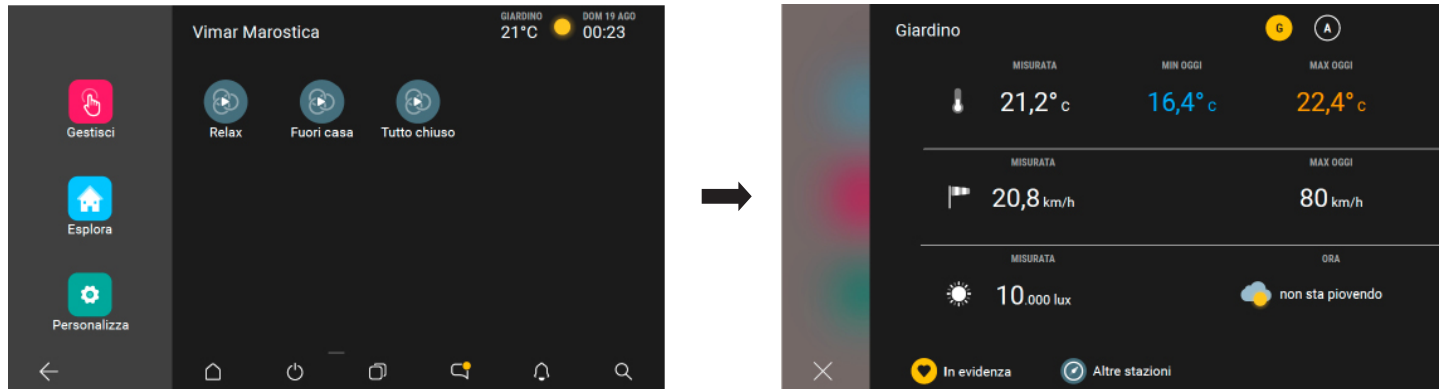 Vimar Marostica
GIARDINO
21°C
DOM 19 AGO
00:23
Gestisci
Esplora
Personalizza
Relax
Fuori casa
Tutto chiuso
Giardino
G
A
MISURATA
MIN OGGI
MAX OGGI
21,2° c
16,4° c
22,4° c
MISURATA
MAX OGGI
20,8 km/h
80 km/h
MISURATA
ORA
10.000 lux
non sta piovendo
In evidenza
Altre stazioni